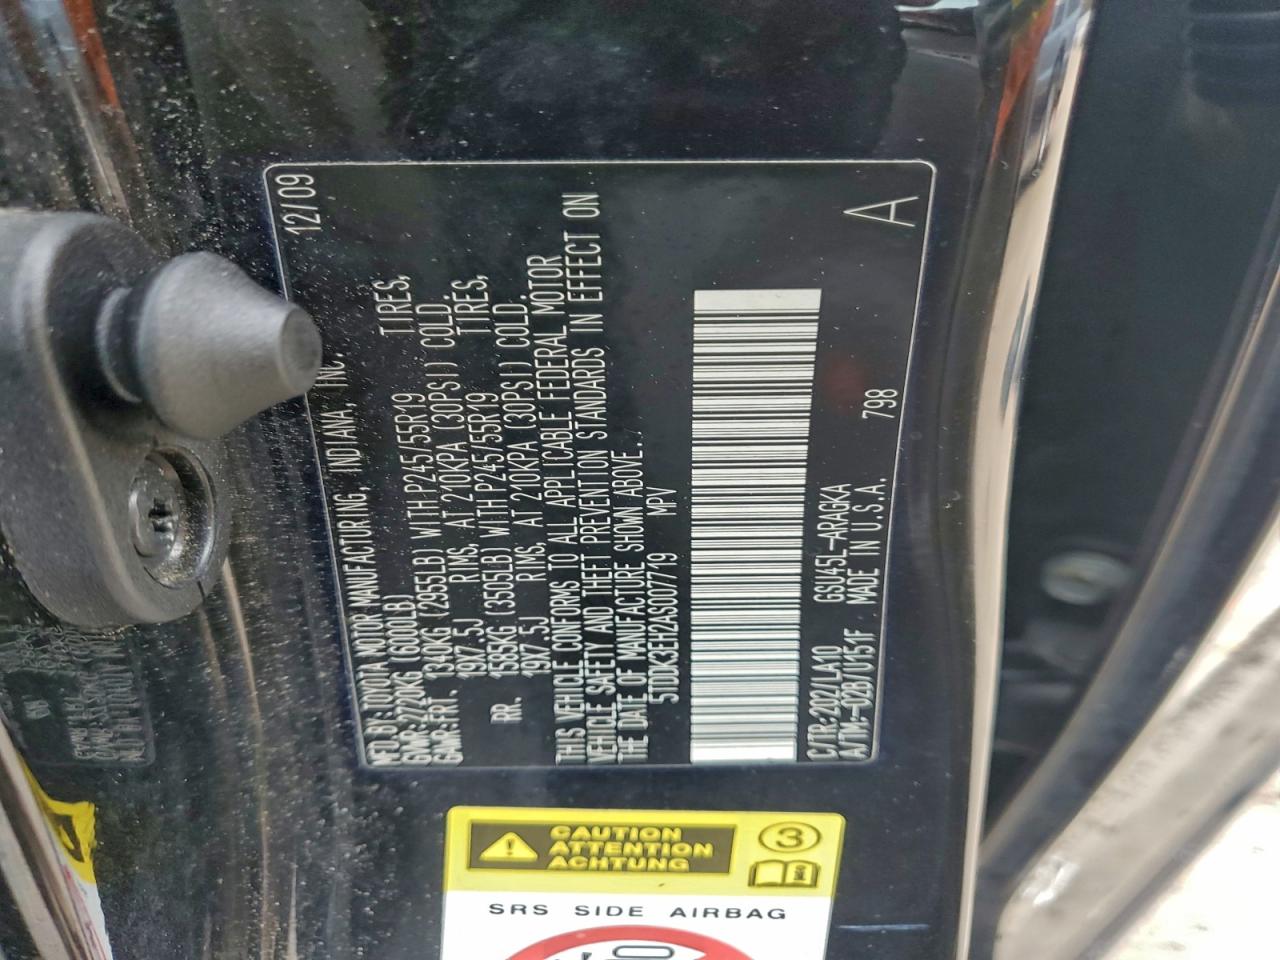 12/09
MFD.BY:TOYOTA MOTOR MANUFACTURING, INDIANA, INC.
GVWR:2720KG(6000LB)
GAWR:FRT. 1340KG (2955LB) WITH P245/55R19 TIRES,
19X7.5J RIMS, AT 210KPA (30PSI) COLD.
RR. 1585KG (3505LB) WITH P245/55R19 TIRES,
19X7.5J RIMS, AT 210KPA (30PSI) COLD.
THIS VEHICLE CONFORMS TO ALL APPLICABLE FEDERAL MOTOR
VEHICLE SAFETY AND THEFT PREVENTION STANDARDS IN EFFECT ON
THE DATE OF MANUFACTURE SHOWN ABOVE.
5TDDK3EH2AS007719 MPV
C/TR:202/LA10 GSU45L-ARAGKA
A/TM:-02B/U151F MADE IN U.S.A. 798
A
CAUTION
ATTENTION
ACHTUNG
3
SRS SIDE AIRBAG